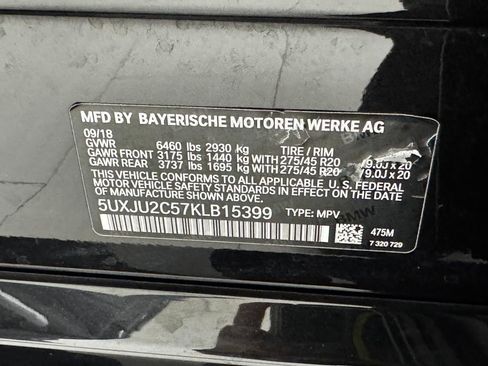 MFD BY BAYERISCHE MOTOREN WERKE AG
09/18
GVWR 6460 lbs 2930 kg TIRE / RIM
GAWR FRONT 3175 lbs 1440 kg WITH 275/45 R20 9.0J x 20
GAWR REAR 3737 lbs 1695 kg WITH 275/45 R20 9.0J x 20
THIS VEHICLE CONFORMS TO ALL APPLICABLE U. S. FEDERAL
MOTOR VEHICLE SAFETY STANDARDS IN EFFECT ON THE
DATE OF MANUFACTURE SHOWN ABOVE.
5UXJU2C57KLB15399 TYPE: MPV
475M
7 320 729